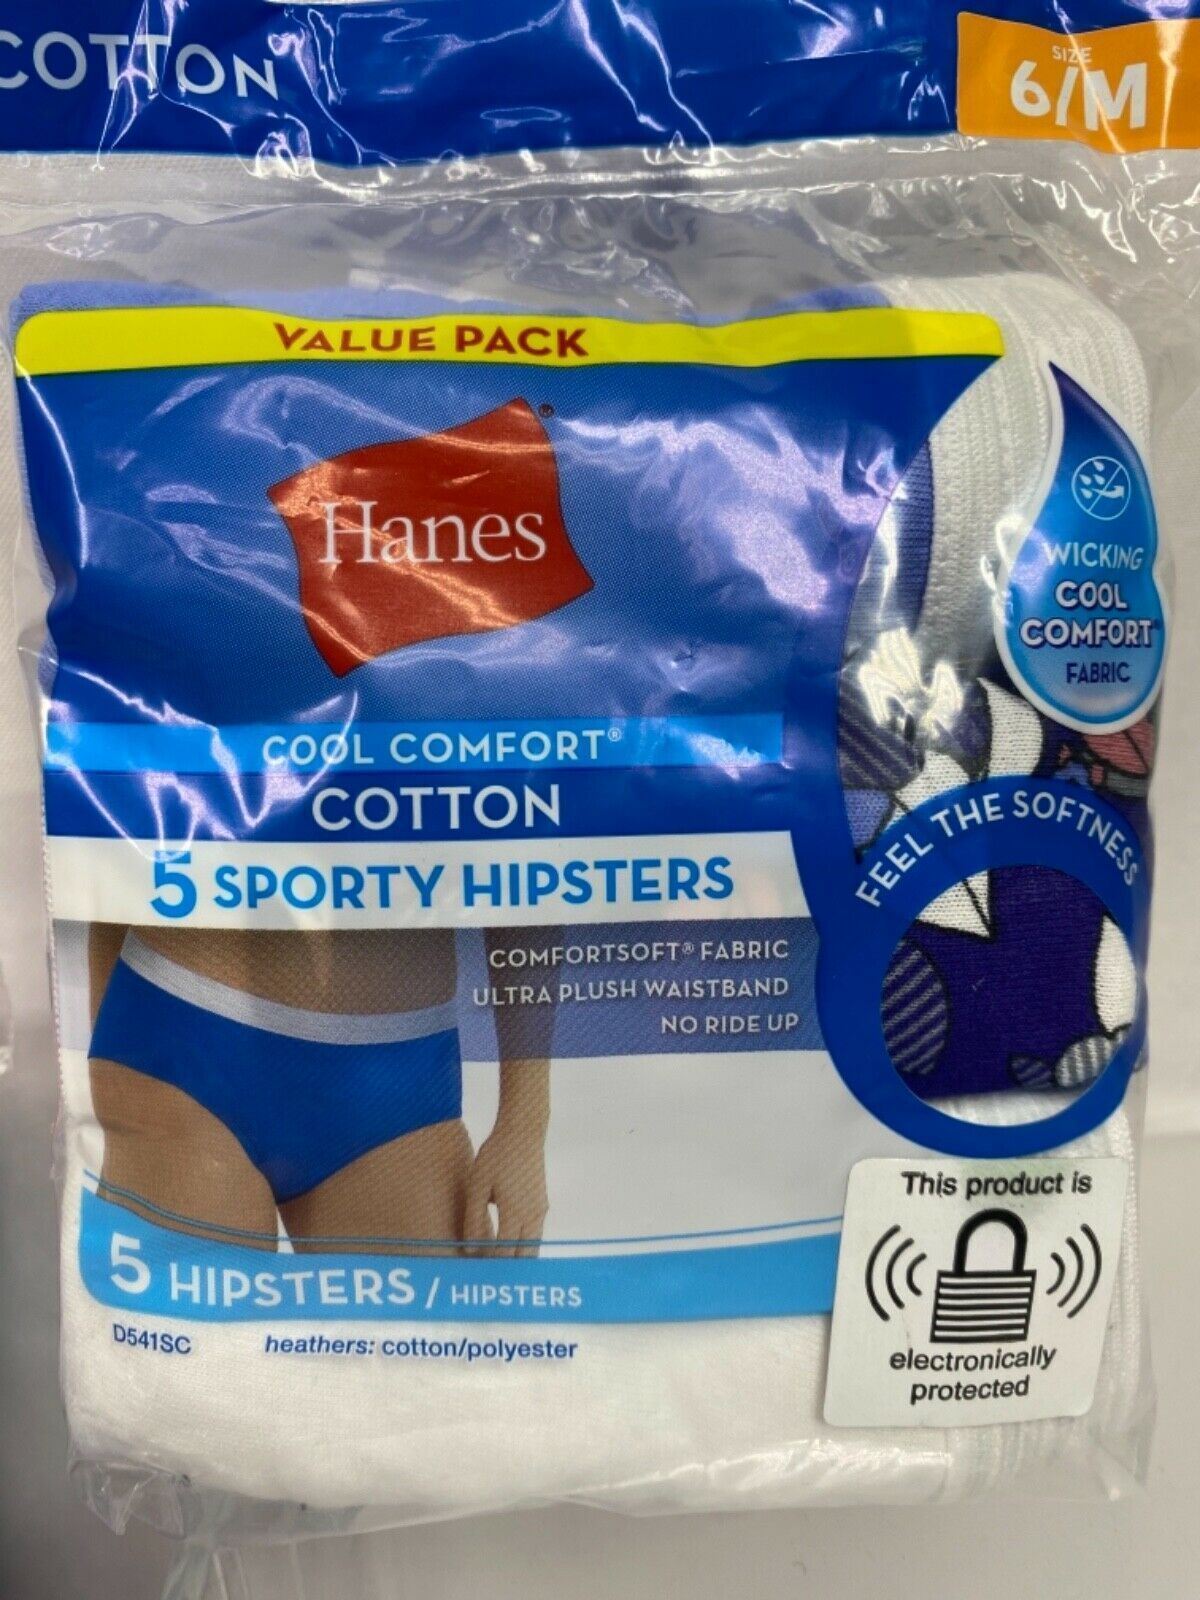 COTTON
SIZE
6/M
VALUE PACK
Hanes®
WICKING
COOL
COMFORT®
FABRIC
COOL COMFORT®
COTTON
5 SPORTY HIPSTERS
FEEL THE SOFTNESS
COMFORTSOFT® FABRIC
ULTRA PLUSH WAISTBAND
NO RIDE UP
5 HIPSTERS / HIPSTERS
D541SC heathers: cotton/polyester
This product is
electronically
protected